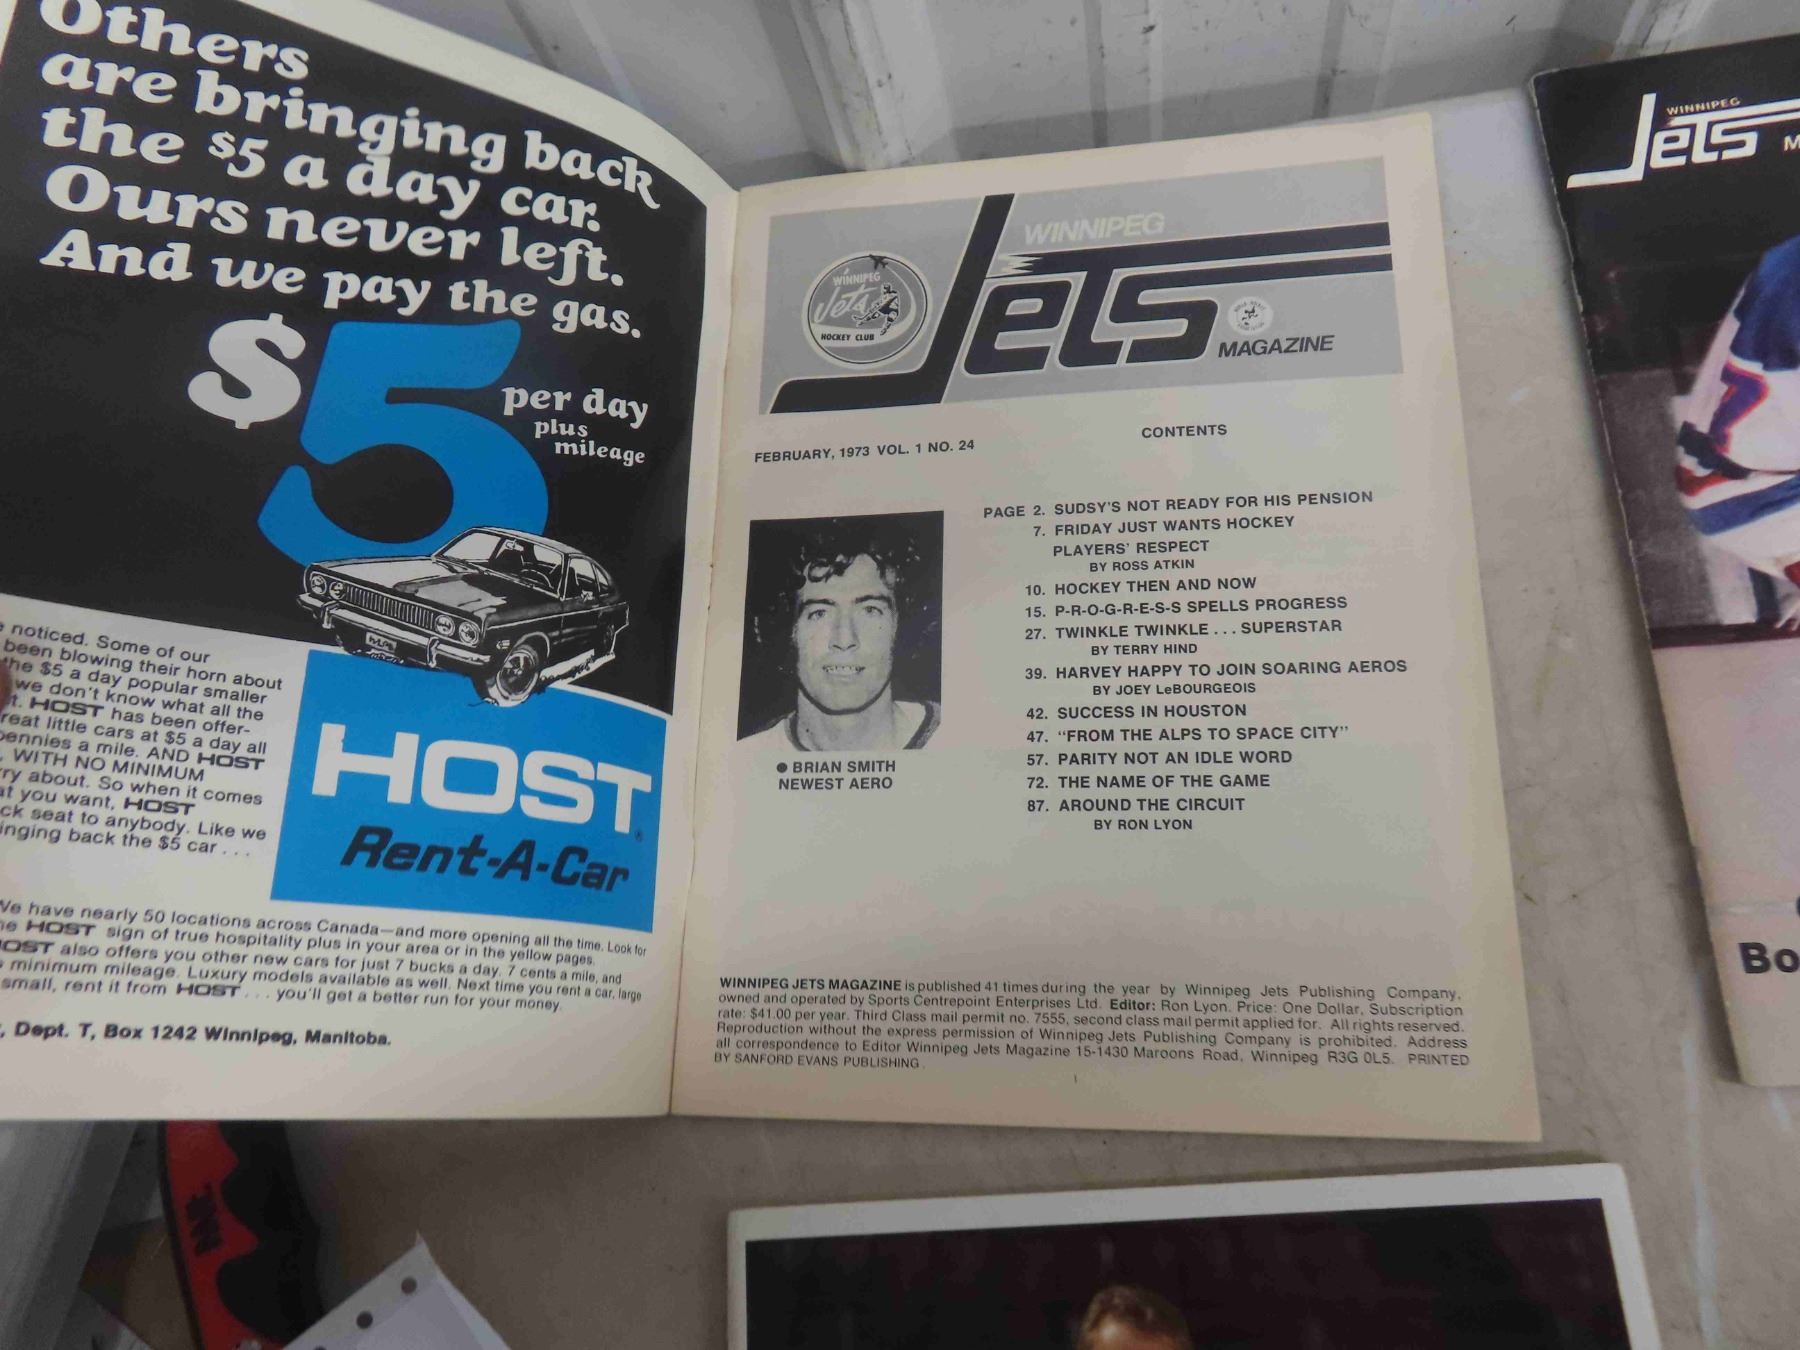 Others
are bringing back
the $5 a day car.
Ours never left.
And we pay the gas.
$5
per day
plus
mileage
noticed. Some of our
been blowing their horn about
the $5 a day popular smaller
we don't know what all the
HOST has been offer-
great little cars at $5 a day all
pennies a mile. AND HOST
WITH NO MINIMUM
about. So when it comes
you want, HOST
seat to anybody. Like we
bringing back the $5 car . . .
HOST
Rent-A-Car
We have nearly 50 locations across Canada—and more opening all the time. Look for
HOST sign of true hospitality plus in your area or in the yellow pages.
HOST also offers you other new cars for just 7 bucks a day, 7 cents a mile, and
minimum mileage. Luxury models available as well. Next time you rent a car, large
small, rent it from HOST . . . you'll get a better run for your money.
Dept. T, Box 1242 Winnipeg, Manitoba.
WINNIPEG
Jets
HOCKEY CLUB
WINNIPEG
Jets
MAGAZINE
CONTENTS
FEBRUARY, 1973 VOL. 1 NO. 24
PAGE 2. SUDSY'S NOT READY FOR HIS PENSION
7. FRIDAY JUST WANTS HOCKEY
PLAYERS' RESPECT
BY ROSS ATKIN
10. HOCKEY THEN AND NOW
15. P-R-O-G-R-E-S-S SPELLS PROGRESS
27. TWINKLE TWINKLE . . . SUPERSTAR
BY TERRY HIND
39. HARVEY HAPPY TO JOIN SOARING AEROS
BY JOEY LeBOURGEOIS
42. SUCCESS IN HOUSTON
47. "FROM THE ALPS TO SPACE CITY"
57. PARITY NOT AN IDLE WORD
72. THE NAME OF THE GAME
87. AROUND THE CIRCUIT
BY RON LYON
● BRIAN SMITH
NEWEST AERO
WINNIPEG JETS MAGAZINE is published 41 times during the year by Winnipeg Jets Publishing Company,
owned and operated by Sports Centrepoint Enterprises Ltd. Editor: Ron Lyon. Price: One Dollar, Subscription
rate: $41.00 per year. Third Class mail permit no. 7555, second class mail permit applied for. All rights reserved.
Reproduction without the express permission of Winnipeg Jets Publishing Company is prohibited. Address
all correspondence to Editor Winnipeg Jets Magazine 15-1430 Maroons Road, Winnipeg R3G 0L5. PRINTED
BY SANFORD EVANS PUBLISHING.
1
WINNIPEG
Jets
M
7
Bo